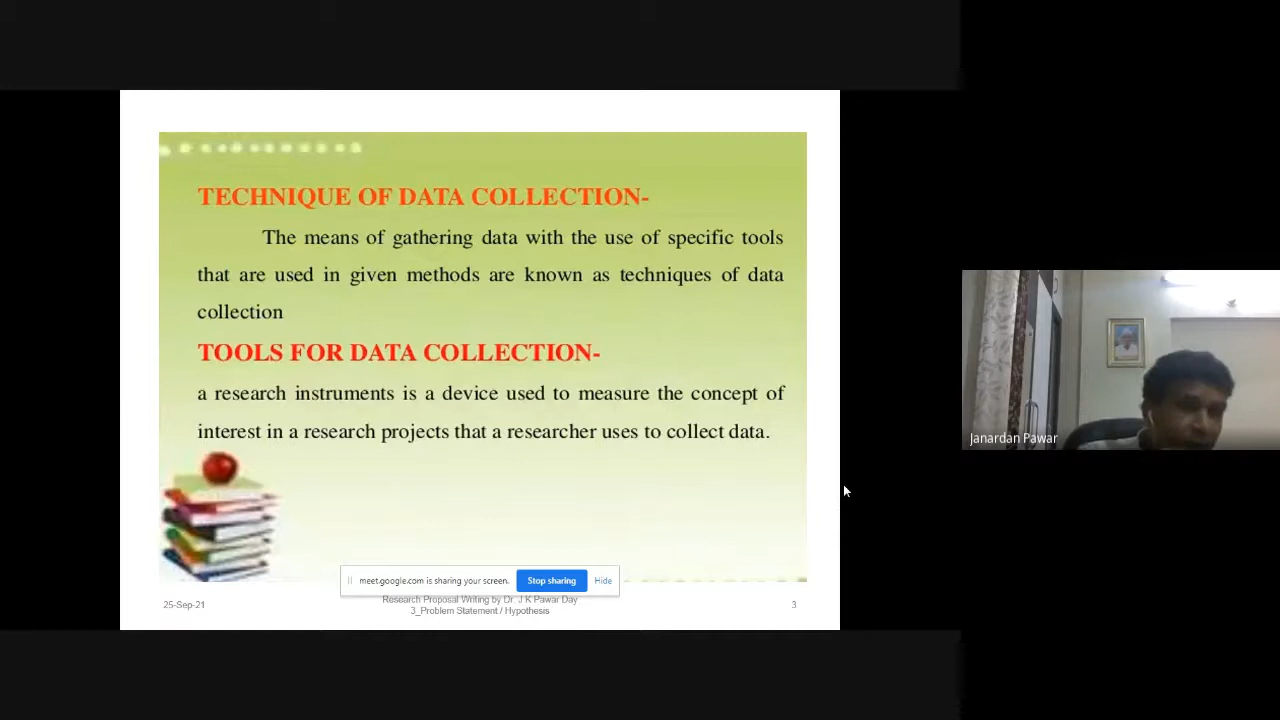 TECHNIQUE OF DATA COLLECTION-
The means of gathering data with the use of specific tools
that are used in given methods are known as techniques of data
collection
TOOLS FOR DATA COLLECTION-
a research instruments is a device used to measure the concept of
interest in a research projects that a researcher uses to collect data.
Janardan Pawar
meet.google.com is sharing your screen.
Stop sharing
Hide
25-Sep-21
Research Proposal Writing by Dr. J K Pawar Day
3_Problem Statement / Hypothesis
3